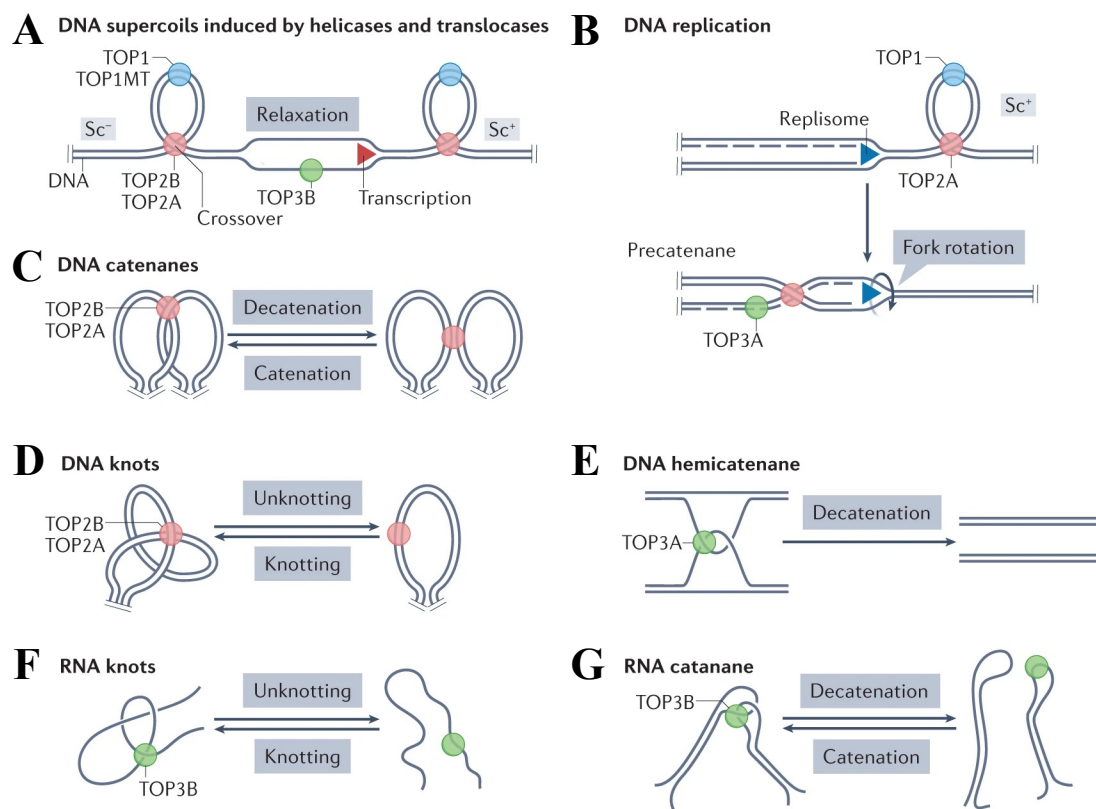 A DNA supercoils induced by helicases and translocases
TOP1
TOP1MT
Relaxation
Sc⁻
Sc⁺
DNA
TOP2B
TOP2A
Crossover
TOP3B
Transcription
B DNA replication
TOP1
Replisome
Sc⁺
TOP2A
Precatenane
Fork rotation
TOP3A
C DNA catenanes
TOP2B
TOP2A
Decatenation
Catenation
D DNA knots
TOP2B
TOP2A
Unknotting
Knotting
E DNA hemicatenane
TOP3A
Decatenation
F RNA knots
Unknotting
Knotting
TOP3B
G RNA catanane
TOP3B
Decatenation
Catenation